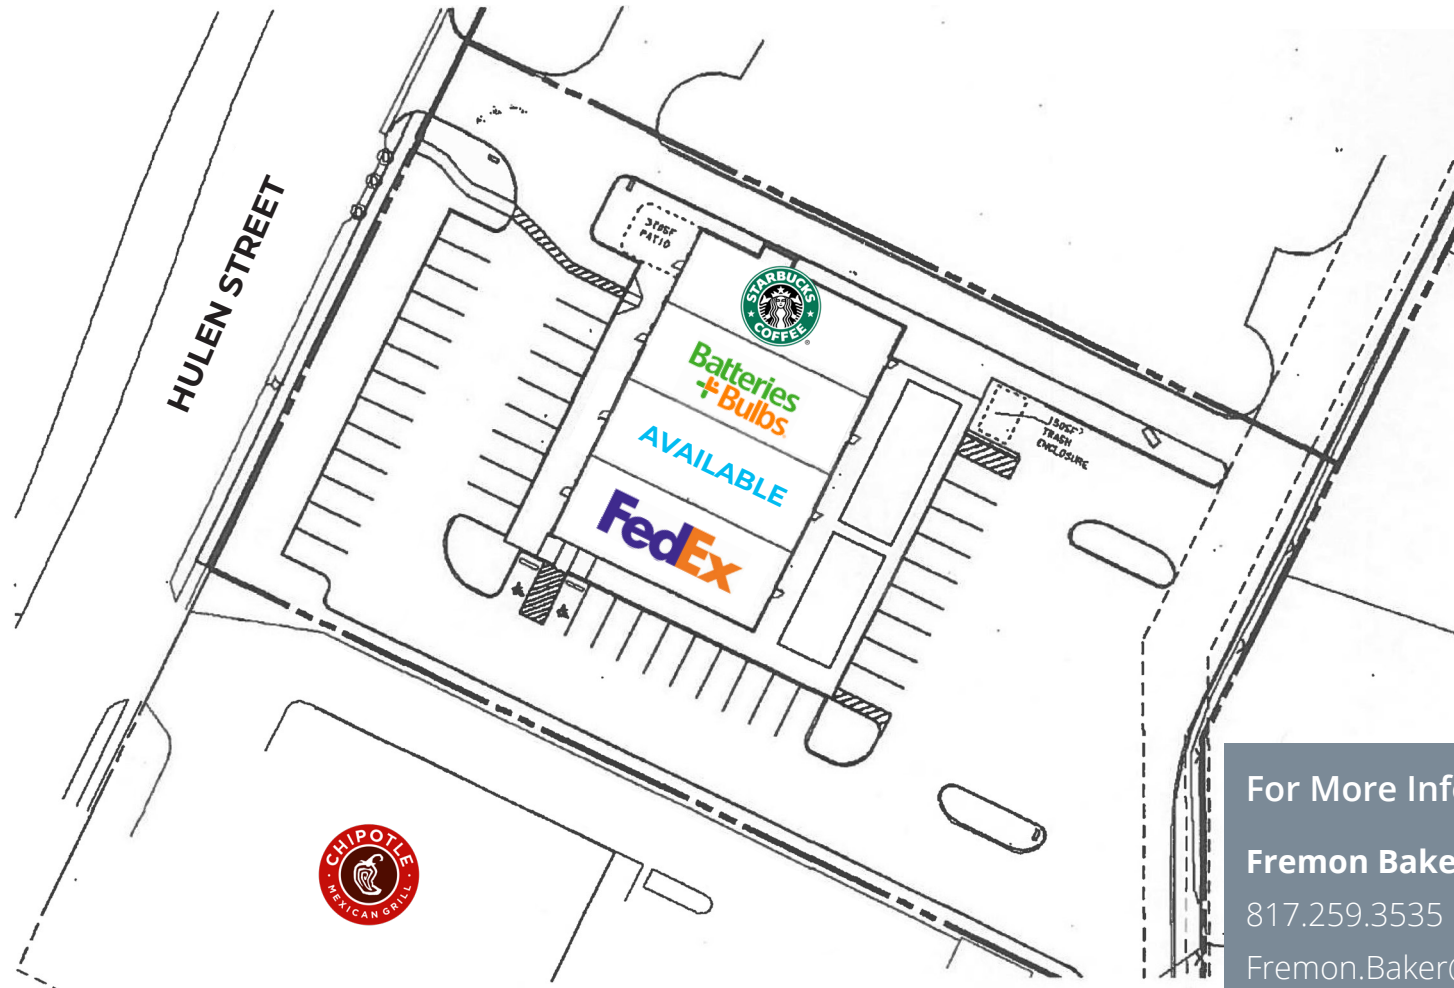 HULEN STREET
PATIO
STARBUCKS
COFFEE
Batteries
+Bulbs
AVAILABLE
FedEx
TRASH
ENCLOSURE
CHIPOTLE
MEXICAN GRILL
For More Inf
Fremon Bake
817.259.3535
Fremon.Baker@